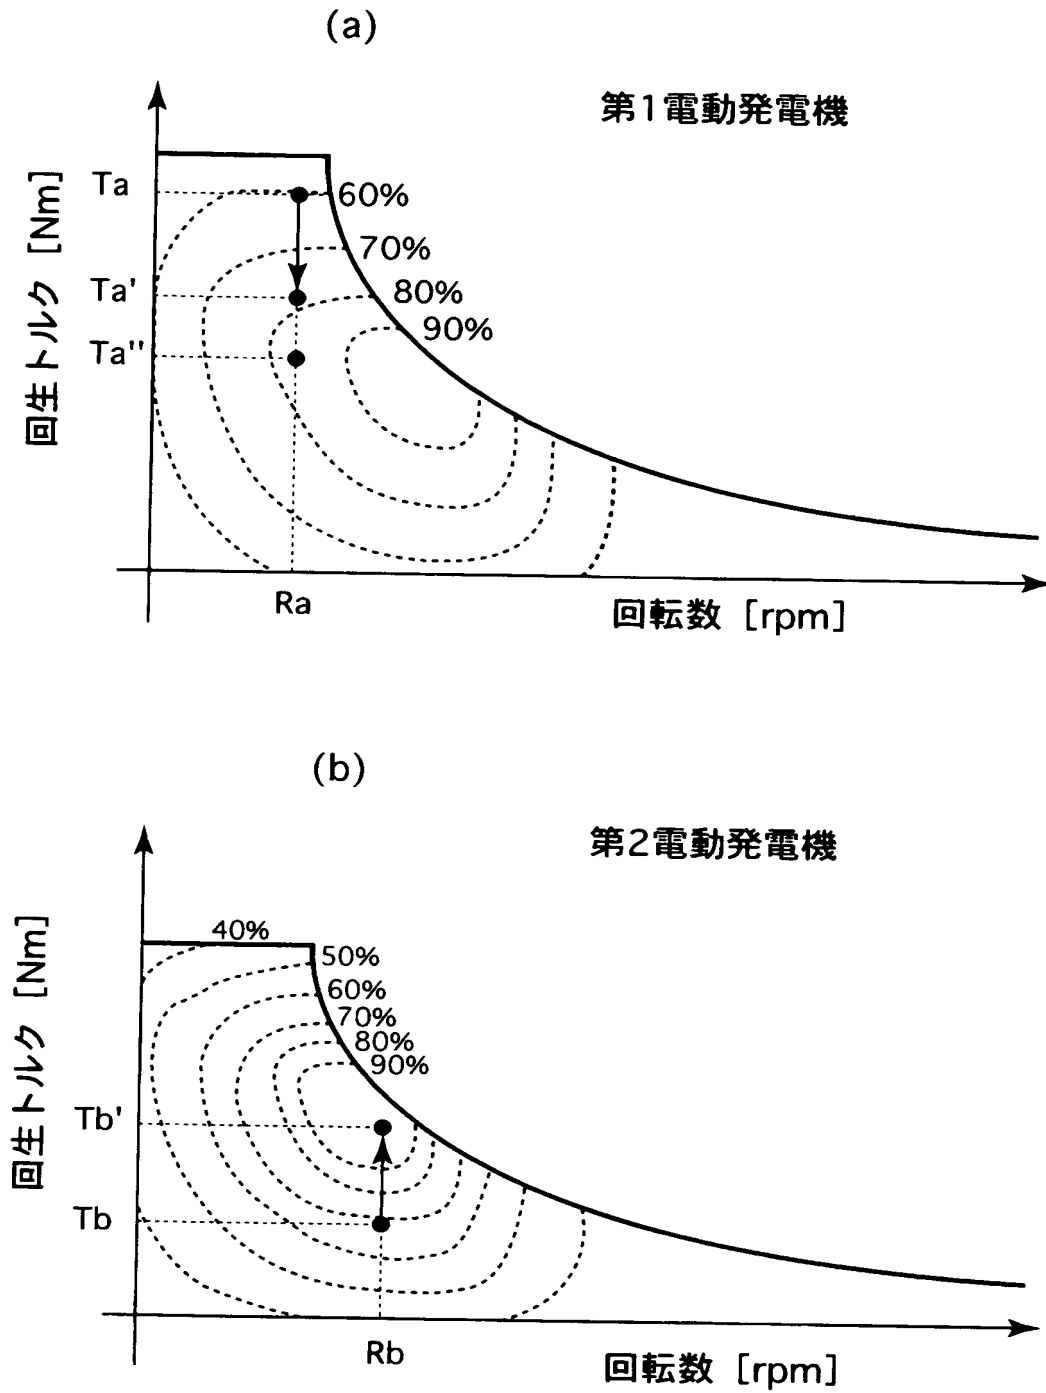 (a)
第1電動発電機
回生トルク [Nm]
Ta
60%
70%
Ta'
80%
90%
Ta''
Ra
回転数 [rpm]
(b)
第2電動発電機
回生トルク [Nm]
40%
50%
60%
70%
80%
90%
Tb'
Tb
Rb
回転数 [rpm]